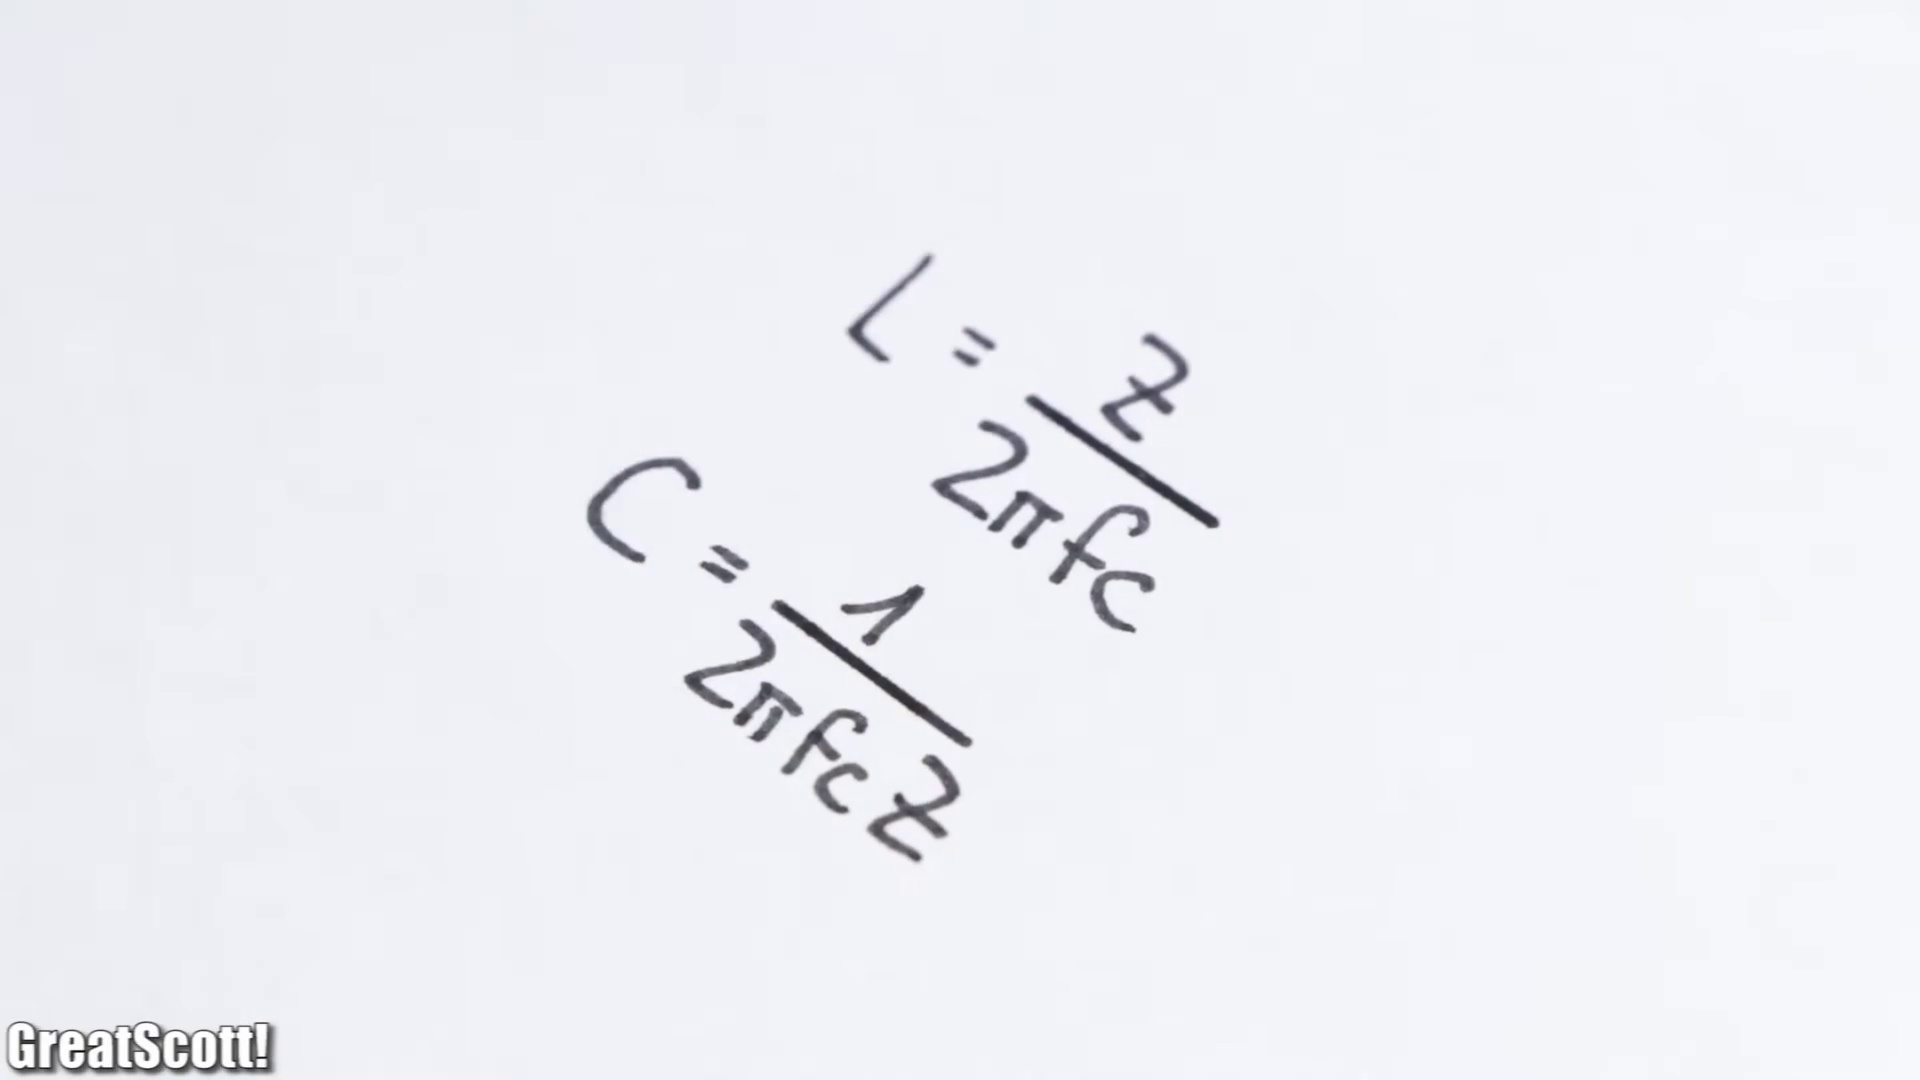 L = Z / 2πfc
C = 1 / 2πfcZ
GreatScott!